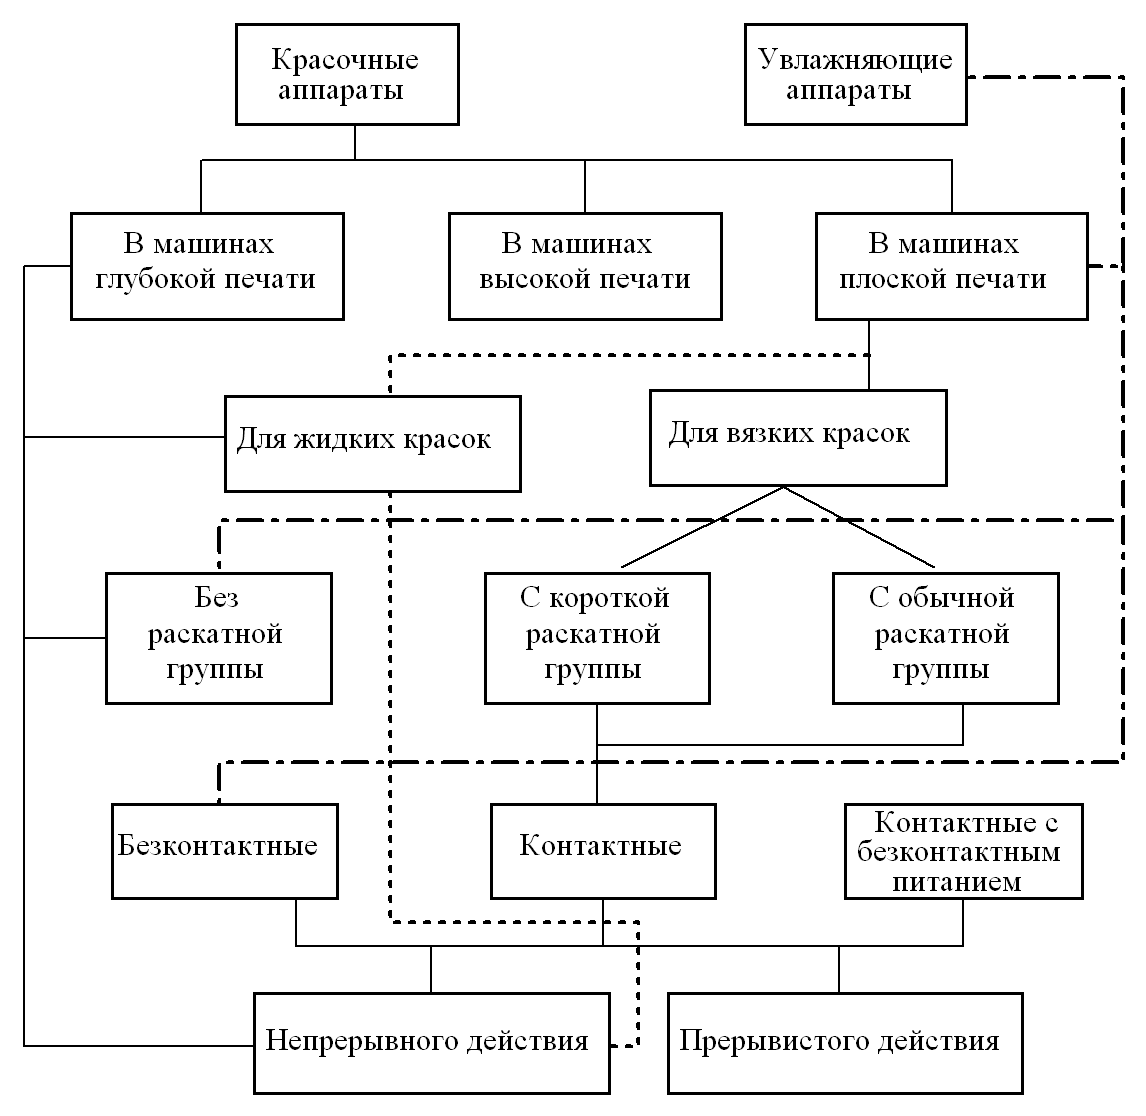 Красочные
аппараты
Увлажняющие
аппараты
В машинах
глубокой печати
В машинах
высокой печати
В машинах
плоской печати
Для жидких красок
Для вязких красок
Без
раскатной
группы
С короткой
раскатной
группы
С обычной
раскатной
группы
Безконтактные
Контактные
Контактные с
безконтактным
питанием
Непрерывного действия
Прерывистого действия